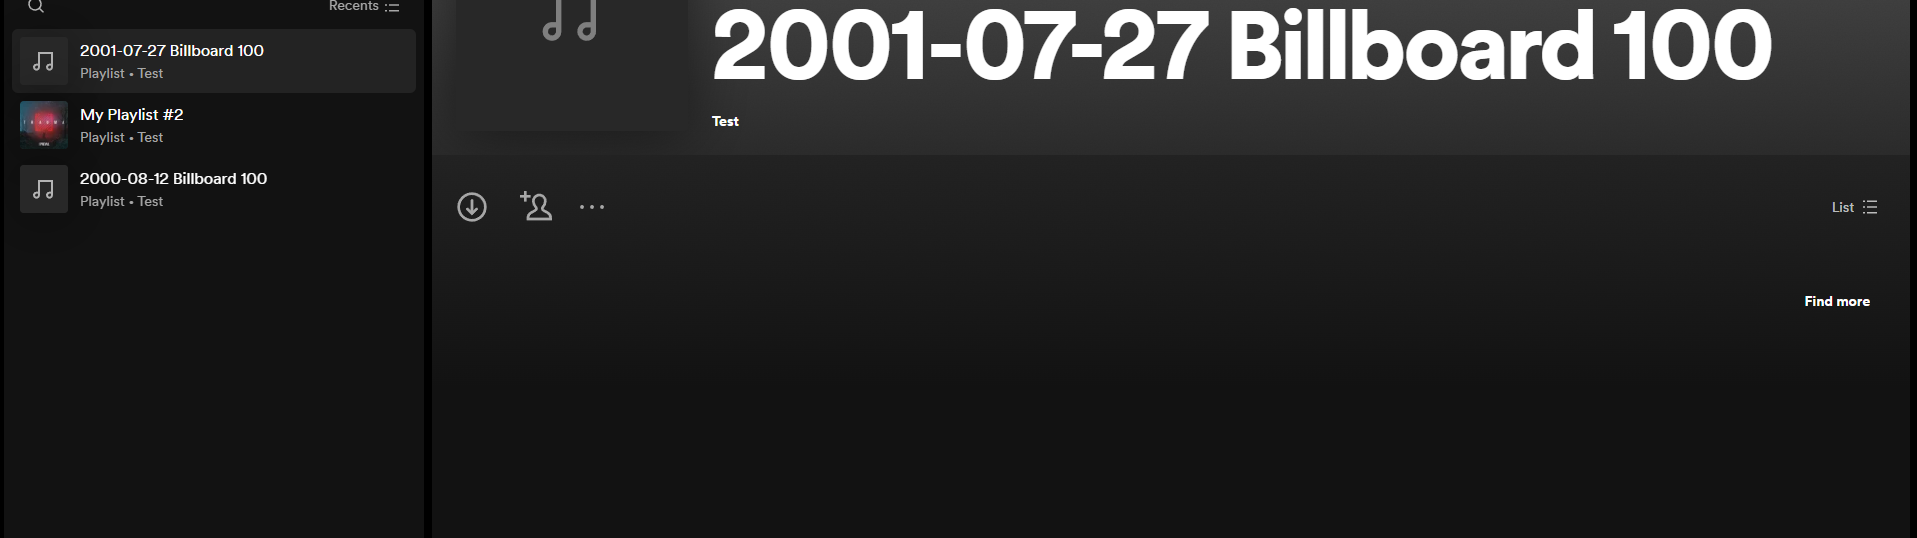 Recents
2001-07-27 Billboard 100
Playlist • Test
My Playlist #2
Playlist • Test
2000-08-12 Billboard 100
Playlist • Test
2001-07-27 Billboard 100
Test
List
Find more